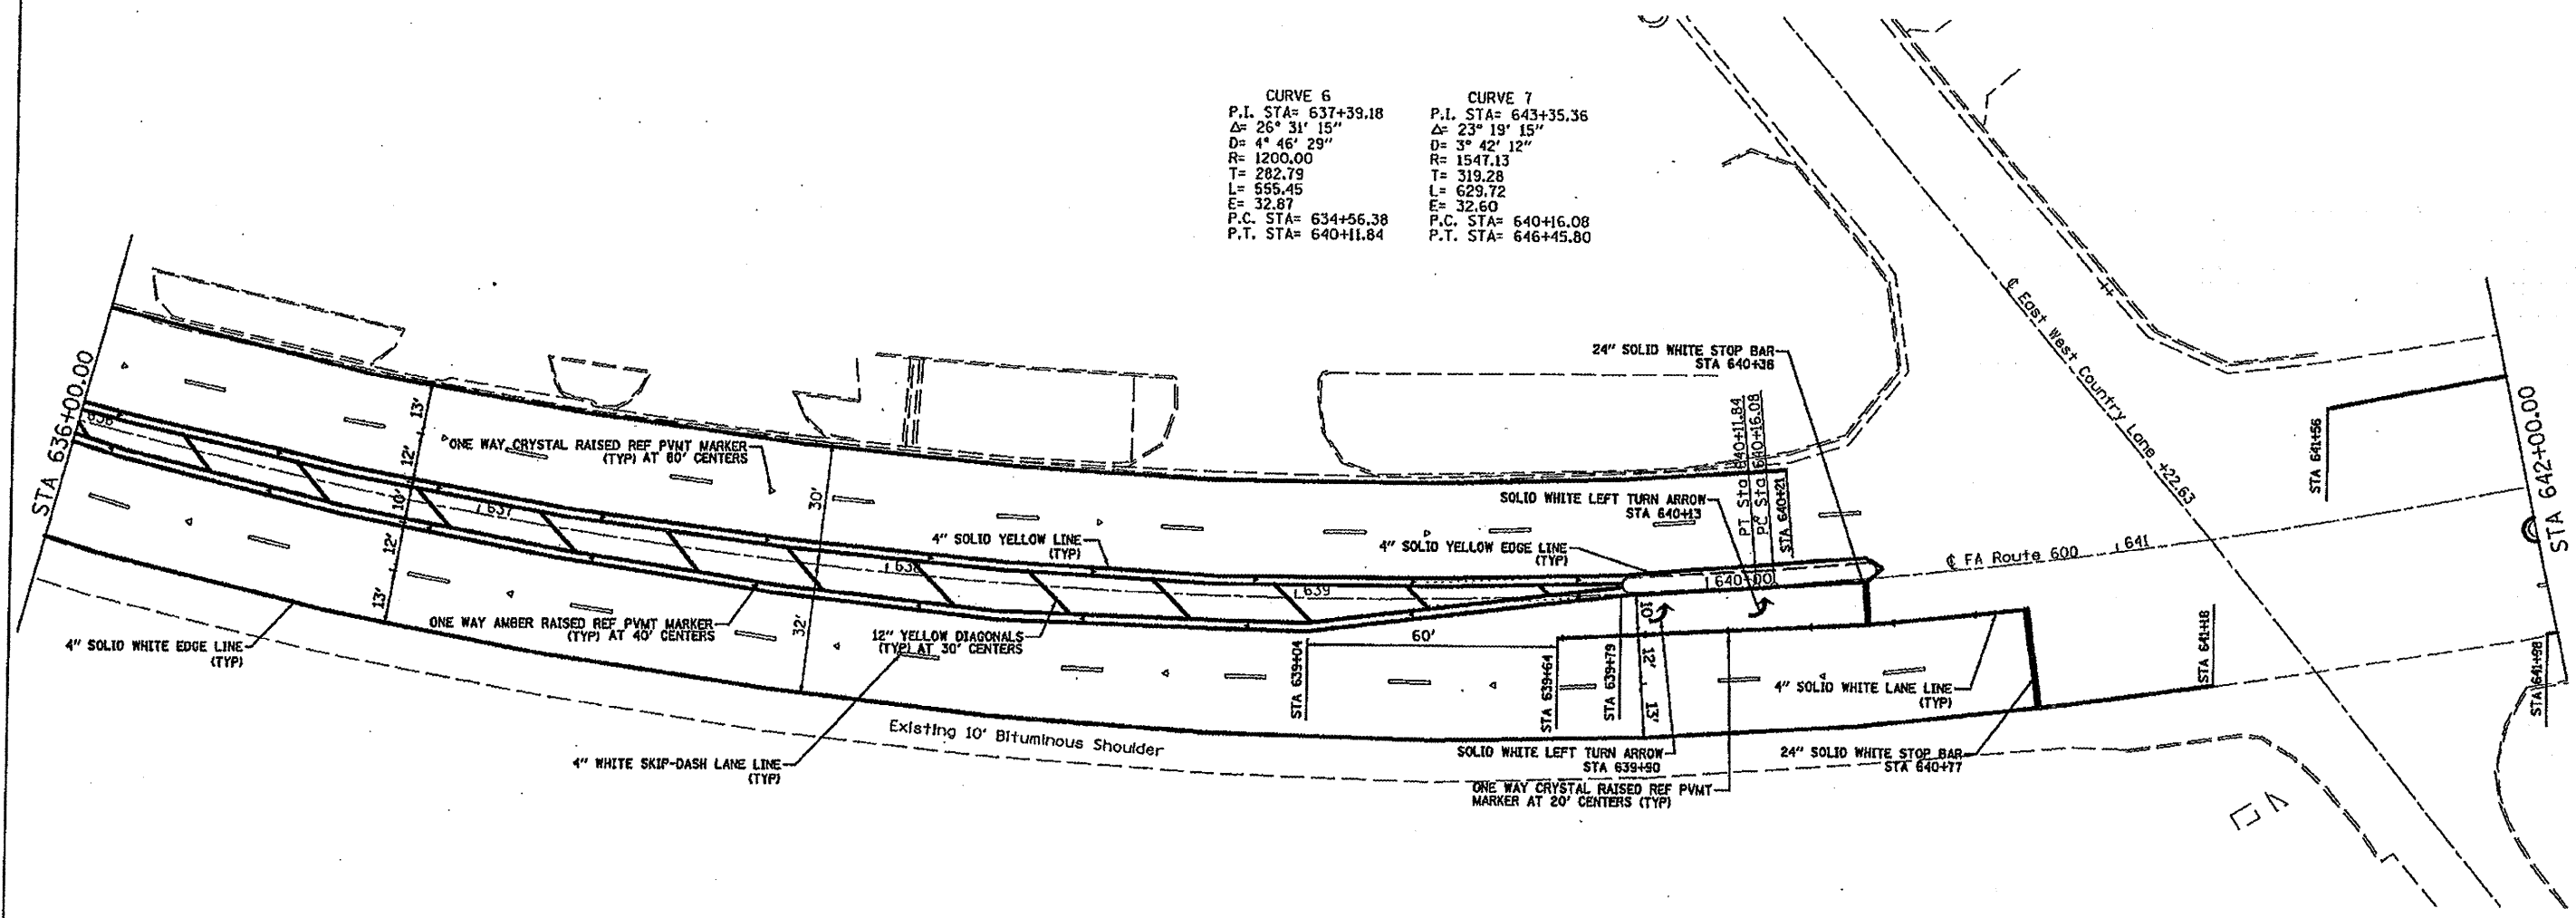 CURVE 6
P.I. STA= 637+39.18
Δ= 26° 31' 15"
D= 4° 46' 29"
R= 1200.00
T= 282.79
L= 555.45
E= 32.87
P.C. STA= 634+56.38
P.T. STA= 640+11.84
CURVE 7
P.I. STA= 643+35.36
Δ= 23° 19' 15"
D= 3° 42' 12"
R= 1547.13
T= 319.28
L= 629.72
E= 32.60
P.C. STA= 640+16.08
P.T. STA= 646+45.80
STA 636+00.00
636
13'
12'
10'
12'
13'
ONE WAY CRYSTAL RAISED REF PVMT MARKER
(TYP) AT 80' CENTERS
637
30'
32'
4" SOLID YELLOW LINE
(TYP)
638
ONE WAY AMBER RAISED REF PVMT MARKER
(TYP) AT 40' CENTERS
12" YELLOW DIAGONALS
(TYP) AT 30' CENTERS
4" SOLID WHITE EDGE LINE
(TYP)
4" WHITE SKIP-DASH LANE LINE
(TYP)
Existing 10' Bituminous Shoulder
639
60'
STA 639+04
STA 639+64
STA 639+79
10'
12'
13'
24" SOLID WHITE STOP BAR
STA 640+38
SOLID WHITE LEFT TURN ARROW
STA 640+13
4" SOLID YELLOW EDGE LINE
(TYP)
PT Sta 640+11.84
PC Sta 640+16.08
STA 640+21
640+00
SOLID WHITE LEFT TURN ARROW
STA 639+90
ONE WAY CRYSTAL RAISED REF PVMT
MARKER AT 20' CENTERS (TYP)
4" SOLID WHITE LANE LINE
(TYP)
24" SOLID WHITE STOP BAR
STA 640+77
℄ East West Country Lane +22.63
℄ FA Route 600
641
STA 641+56
STA 641+18
STA 641+98
STA 642+00.00